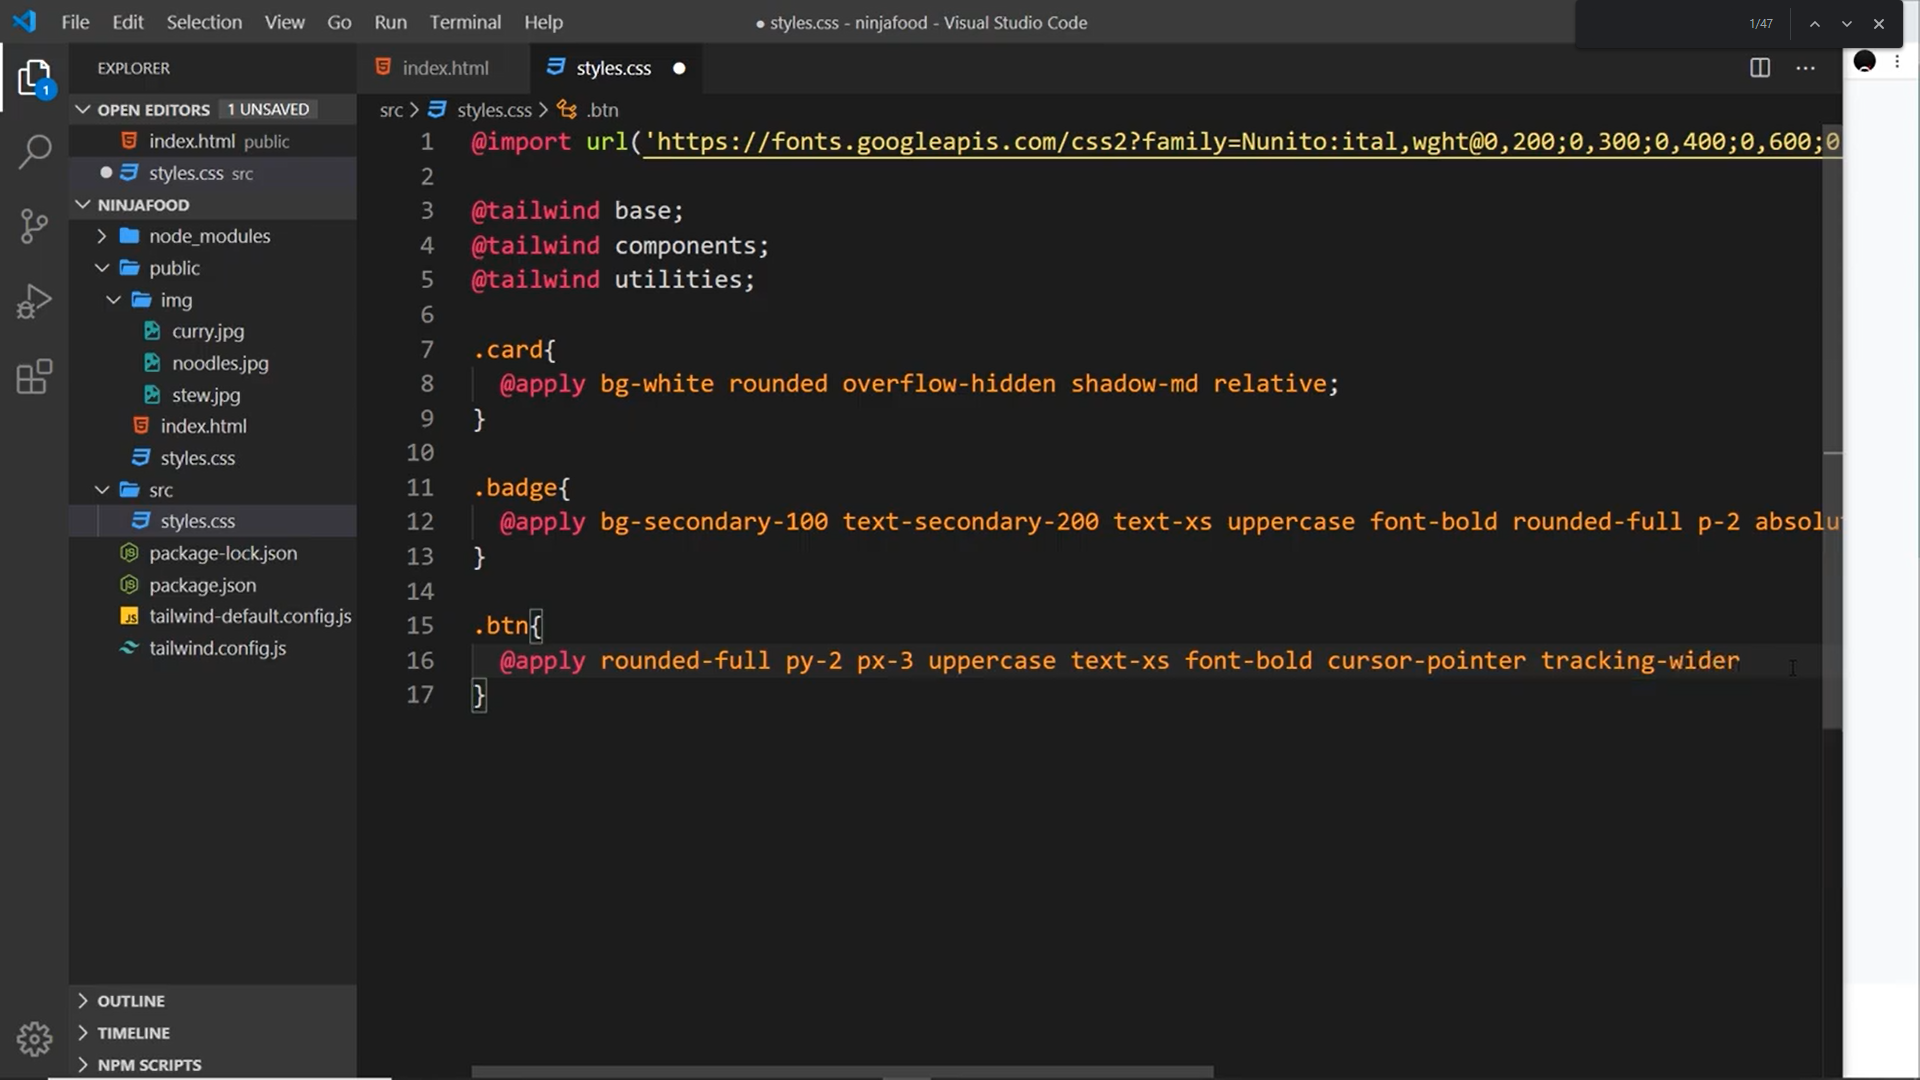 File Edit Selection View Go Run Terminal Help
● styles.css - ninjafood - Visual Studio Code
1/47
EXPLORER
index.html
styles.css
OPEN EDITORS 1 UNSAVED
index.html public
styles.css src
NINJAFOOD
node_modules
public
img
curry.jpg
noodles.jpg
stew.jpg
index.html
styles.css
src
styles.css
package-lock.json
package.json
tailwind-default.config.js
tailwind.config.js
OUTLINE
TIMELINE
NPM SCRIPTS
1
src > styles.css > .btn
1 @import url('https://fonts.googleapis.com/css2?family=Nunito:ital,wght@0,200;0,300;0,400;0,600;0
2
3 @tailwind base;
4 @tailwind components;
5 @tailwind utilities;
6
7 .card{
8 @apply bg-white rounded overflow-hidden shadow-md relative;
9 }
10
11 .badge{
12 @apply bg-secondary-100 text-secondary-200 text-xs uppercase font-bold rounded-full p-2 absolu
13 }
14
15 .btn{
16 @apply rounded-full py-2 px-3 uppercase text-xs font-bold cursor-pointer tracking-wider
17 }